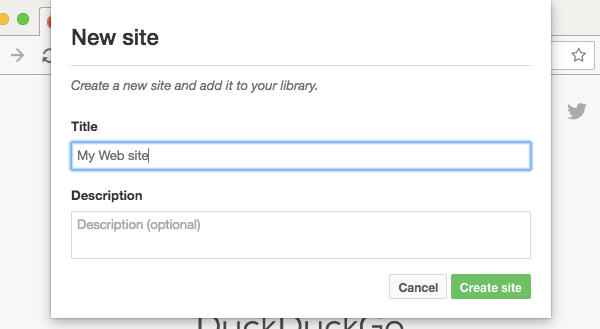 New site
Create a new site and add it to your library.
Title
My Web site
Description
Description (optional)
Cancel Create site
DuckDuckGo